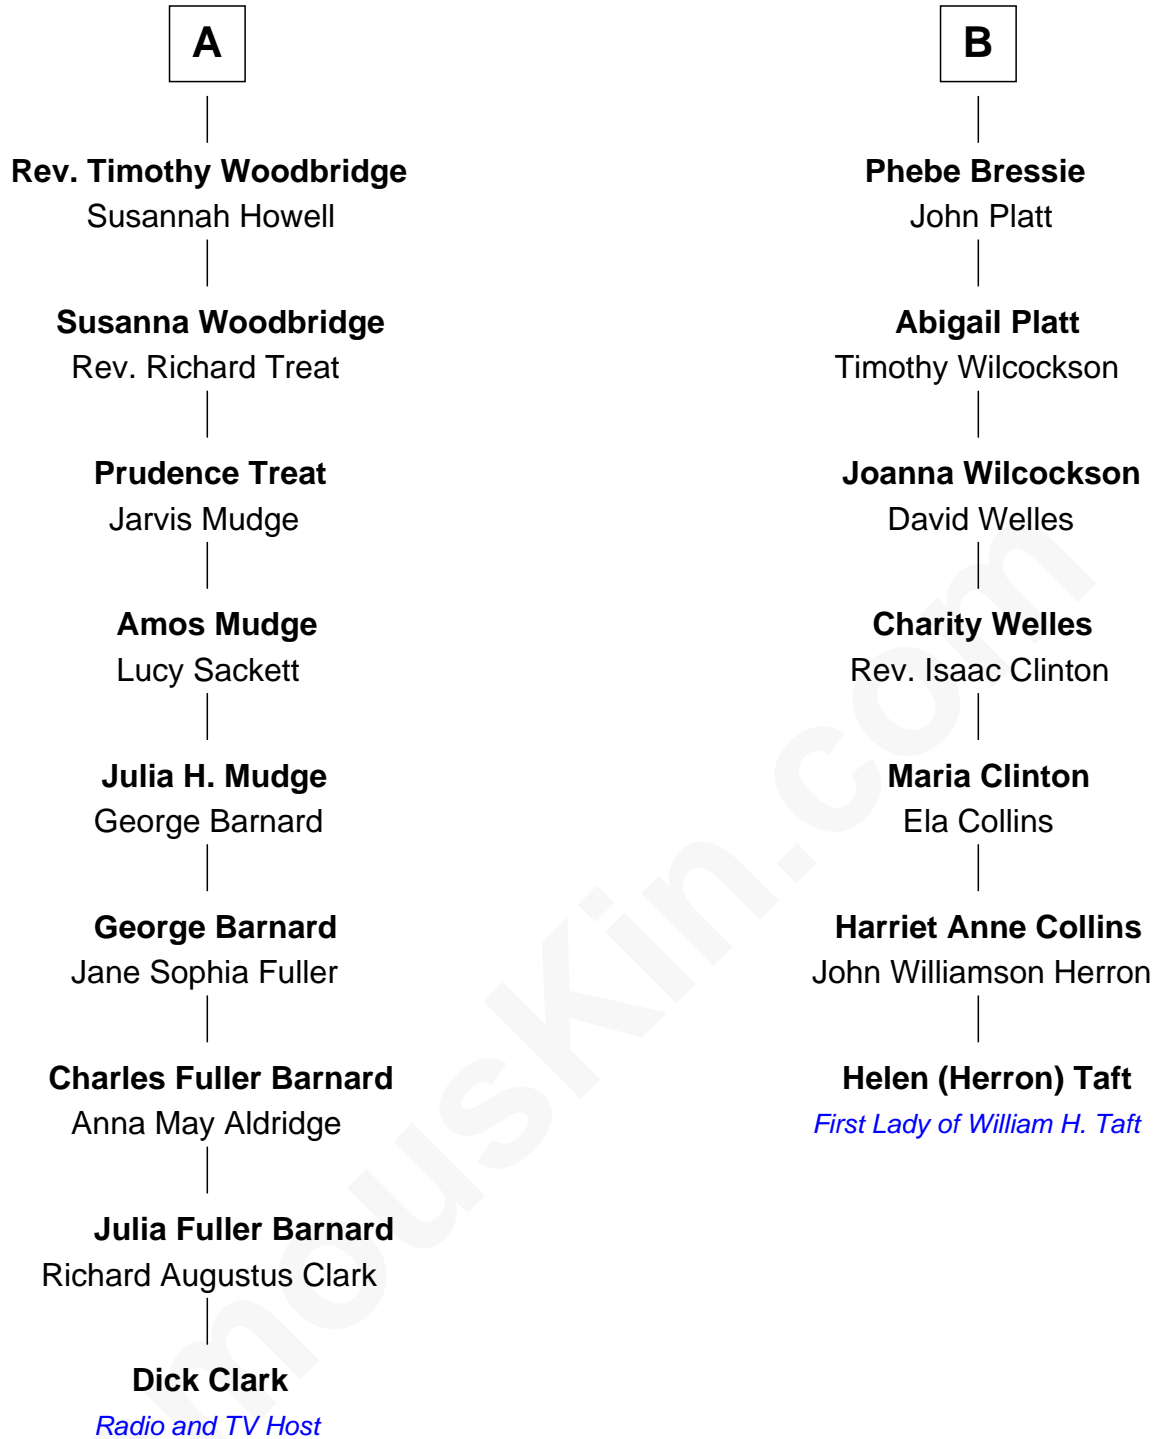 A
Rev. Timothy Woodbridge
Susannah Howell
Susanna Woodbridge
Rev. Richard Treat
Prudence Treat
Jarvis Mudge
Amos Mudge
Lucy Sackett
Julia H. Mudge
George Barnard
George Barnard
Jane Sophia Fuller
Charles Fuller Barnard
Anna May Aldridge
Julia Fuller Barnard
Richard Augustus Clark
Dick Clark
Radio and TV Host
B
Phebe Bressie
John Platt
Abigail Platt
Timothy Wilcockson
Joanna Wilcockson
David Welles
Charity Welles
Rev. Isaac Clinton
Maria Clinton
Ela Collins
Harriet Anne Collins
John Williamson Herron
Helen (Herron) Taft
First Lady of William H. Taft
mousKin.com